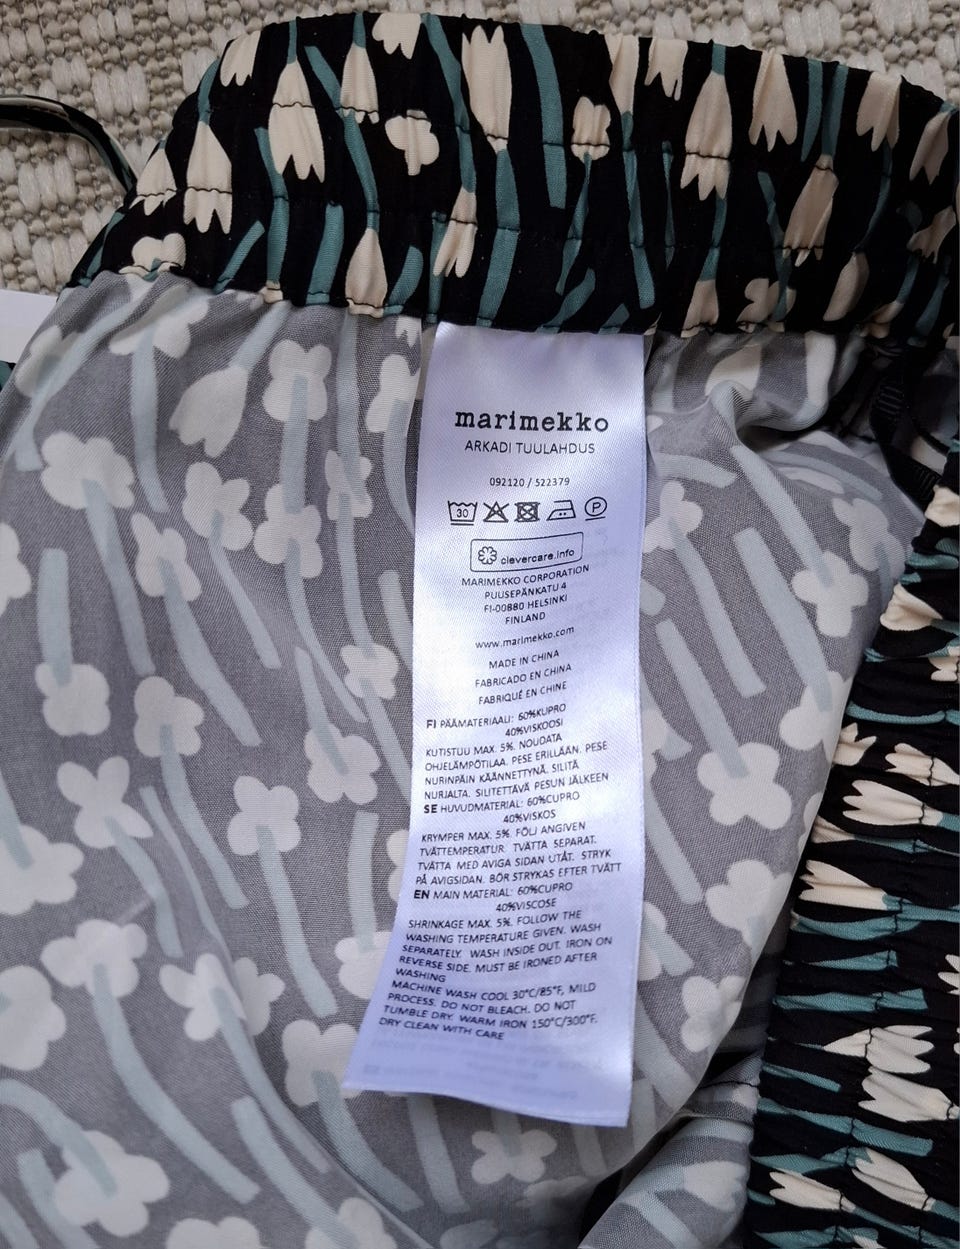 marimekko
ARKADI TUULAHDUS
092120 / 522379
30 P
clevercare.info
MARIMEKKO CORPORATION
PUUSEPÄNKATU 4
FI-00880 HELSINKI
FINLAND
www.marimekko.com
MADE IN CHINA
FABRICADO EN CHINA
FABRIQUÉ EN CHINE
FI PÄÄMATERIAALI: 60%KUPRO
40%VISKOOSI
KUTISTUU MAX. 5%. NOUDATA
OHJELÄMPÖTILAA. PESE ERILLÄÄN. PESE
NURINPÄIN KÄÄNNETTYNÄ. SILITÄ
NURJALTA. SILITETTÄVÄ PESUN JÄLKEEN
SE HUVUDMATERIAL: 60%CUPRO
40%VISKOS
KRYMPER MAX. 5%. FÖLJ ANGIVEN
TVÄTTEMPERATUR. TVÄTTA SEPARAT.
TVÄTTA MED AVIGA SIDAN UTÅT. STRYK
PÅ AVIGSIDAN. BÖR STRYKAS EFTER TVÄTT
EN MAIN MATERIAL: 60%CUPRO
40%VISCOSE
SHRINKAGE MAX. 5%. FOLLOW THE
WASHING TEMPERATURE GIVEN. WASH
SEPARATELY. WASH INSIDE OUT. IRON ON
REVERSE SIDE. MUST BE IRONED AFTER
WASHING
MACHINE WASH COOL 30°C/85°F, MILD
PROCESS. DO NOT BLEACH. DO NOT
TUMBLE DRY. WARM IRON 150°C/300°F.
DRY CLEAN WITH CARE